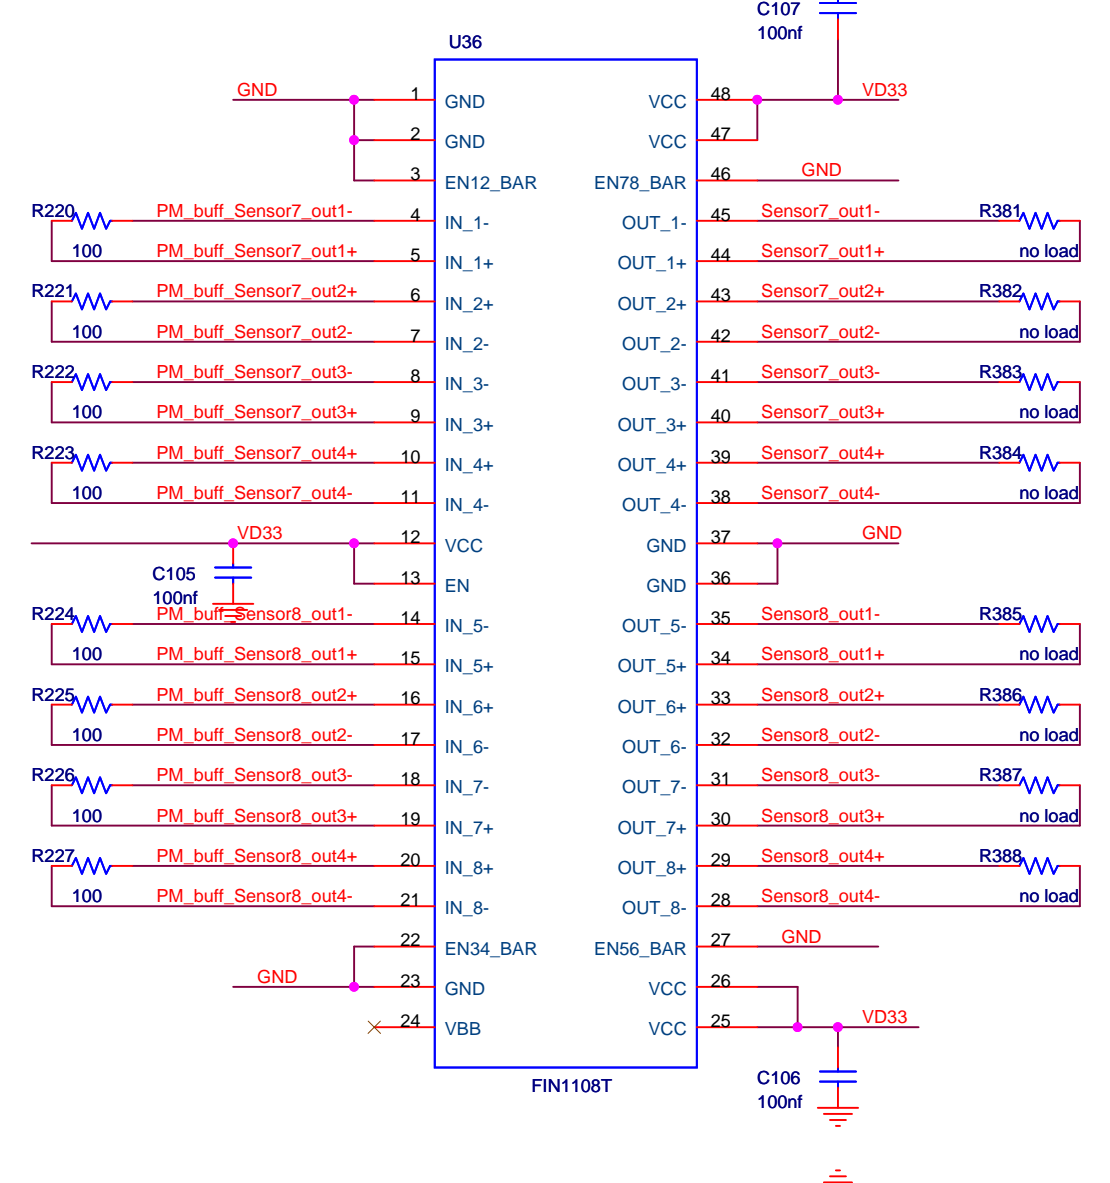 C107
100nf
U36
GND 1 GND VCC 48 VD33
2 GND VCC 47
3 EN12_BAR EN78_BAR 46 GND
R220 PM_buff_Sensor7_out1- 4 IN_1- OUT_1- 45 Sensor7_out1- R381
100 PM_buff_Sensor7_out1+ 5 IN_1+ OUT_1+ 44 Sensor7_out1+ no load
R221 PM_buff_Sensor7_out2+ 6 IN_2+ OUT_2+ 43 Sensor7_out2+ R382
100 PM_buff_Sensor7_out2- 7 IN_2- OUT_2- 42 Sensor7_out2- no load
R222 PM_buff_Sensor7_out3- 8 IN_3- OUT_3- 41 Sensor7_out3- R383
100 PM_buff_Sensor7_out3+ 9 IN_3+ OUT_3+ 40 Sensor7_out3+ no load
R223 PM_buff_Sensor7_out4+ 10 IN_4+ OUT_4+ 39 Sensor7_out4+ R384
100 PM_buff_Sensor7_out4- 11 IN_4- OUT_4- 38 Sensor7_out4- no load
VD33 12 VCC GND 37 GND
C105 13 EN GND 36
100nf
R224 PM_buff_Sensor8_out1- 14 IN_5- OUT_5- 35 Sensor8_out1- R385
100 PM_buff_Sensor8_out1+ 15 IN_5+ OUT_5+ 34 Sensor8_out1+ no load
R225 PM_buff_Sensor8_out2+ 16 IN_6+ OUT_6+ 33 Sensor8_out2+ R386
100 PM_buff_Sensor8_out2- 17 IN_6- OUT_6- 32 Sensor8_out2- no load
R226 PM_buff_Sensor8_out3- 18 IN_7- OUT_7- 31 Sensor8_out3- R387
100 PM_buff_Sensor8_out3+ 19 IN_7+ OUT_7+ 30 Sensor8_out3+ no load
R227 PM_buff_Sensor8_out4+ 20 IN_8+ OUT_8+ 29 Sensor8_out4+ R388
100 PM_buff_Sensor8_out4- 21 IN_8- OUT_8- 28 Sensor8_out4- no load
22 EN34_BAR EN56_BAR 27 GND
GND 23 GND VCC 26
24 VBB VCC 25 VD33
FIN1108T
C106
100nf